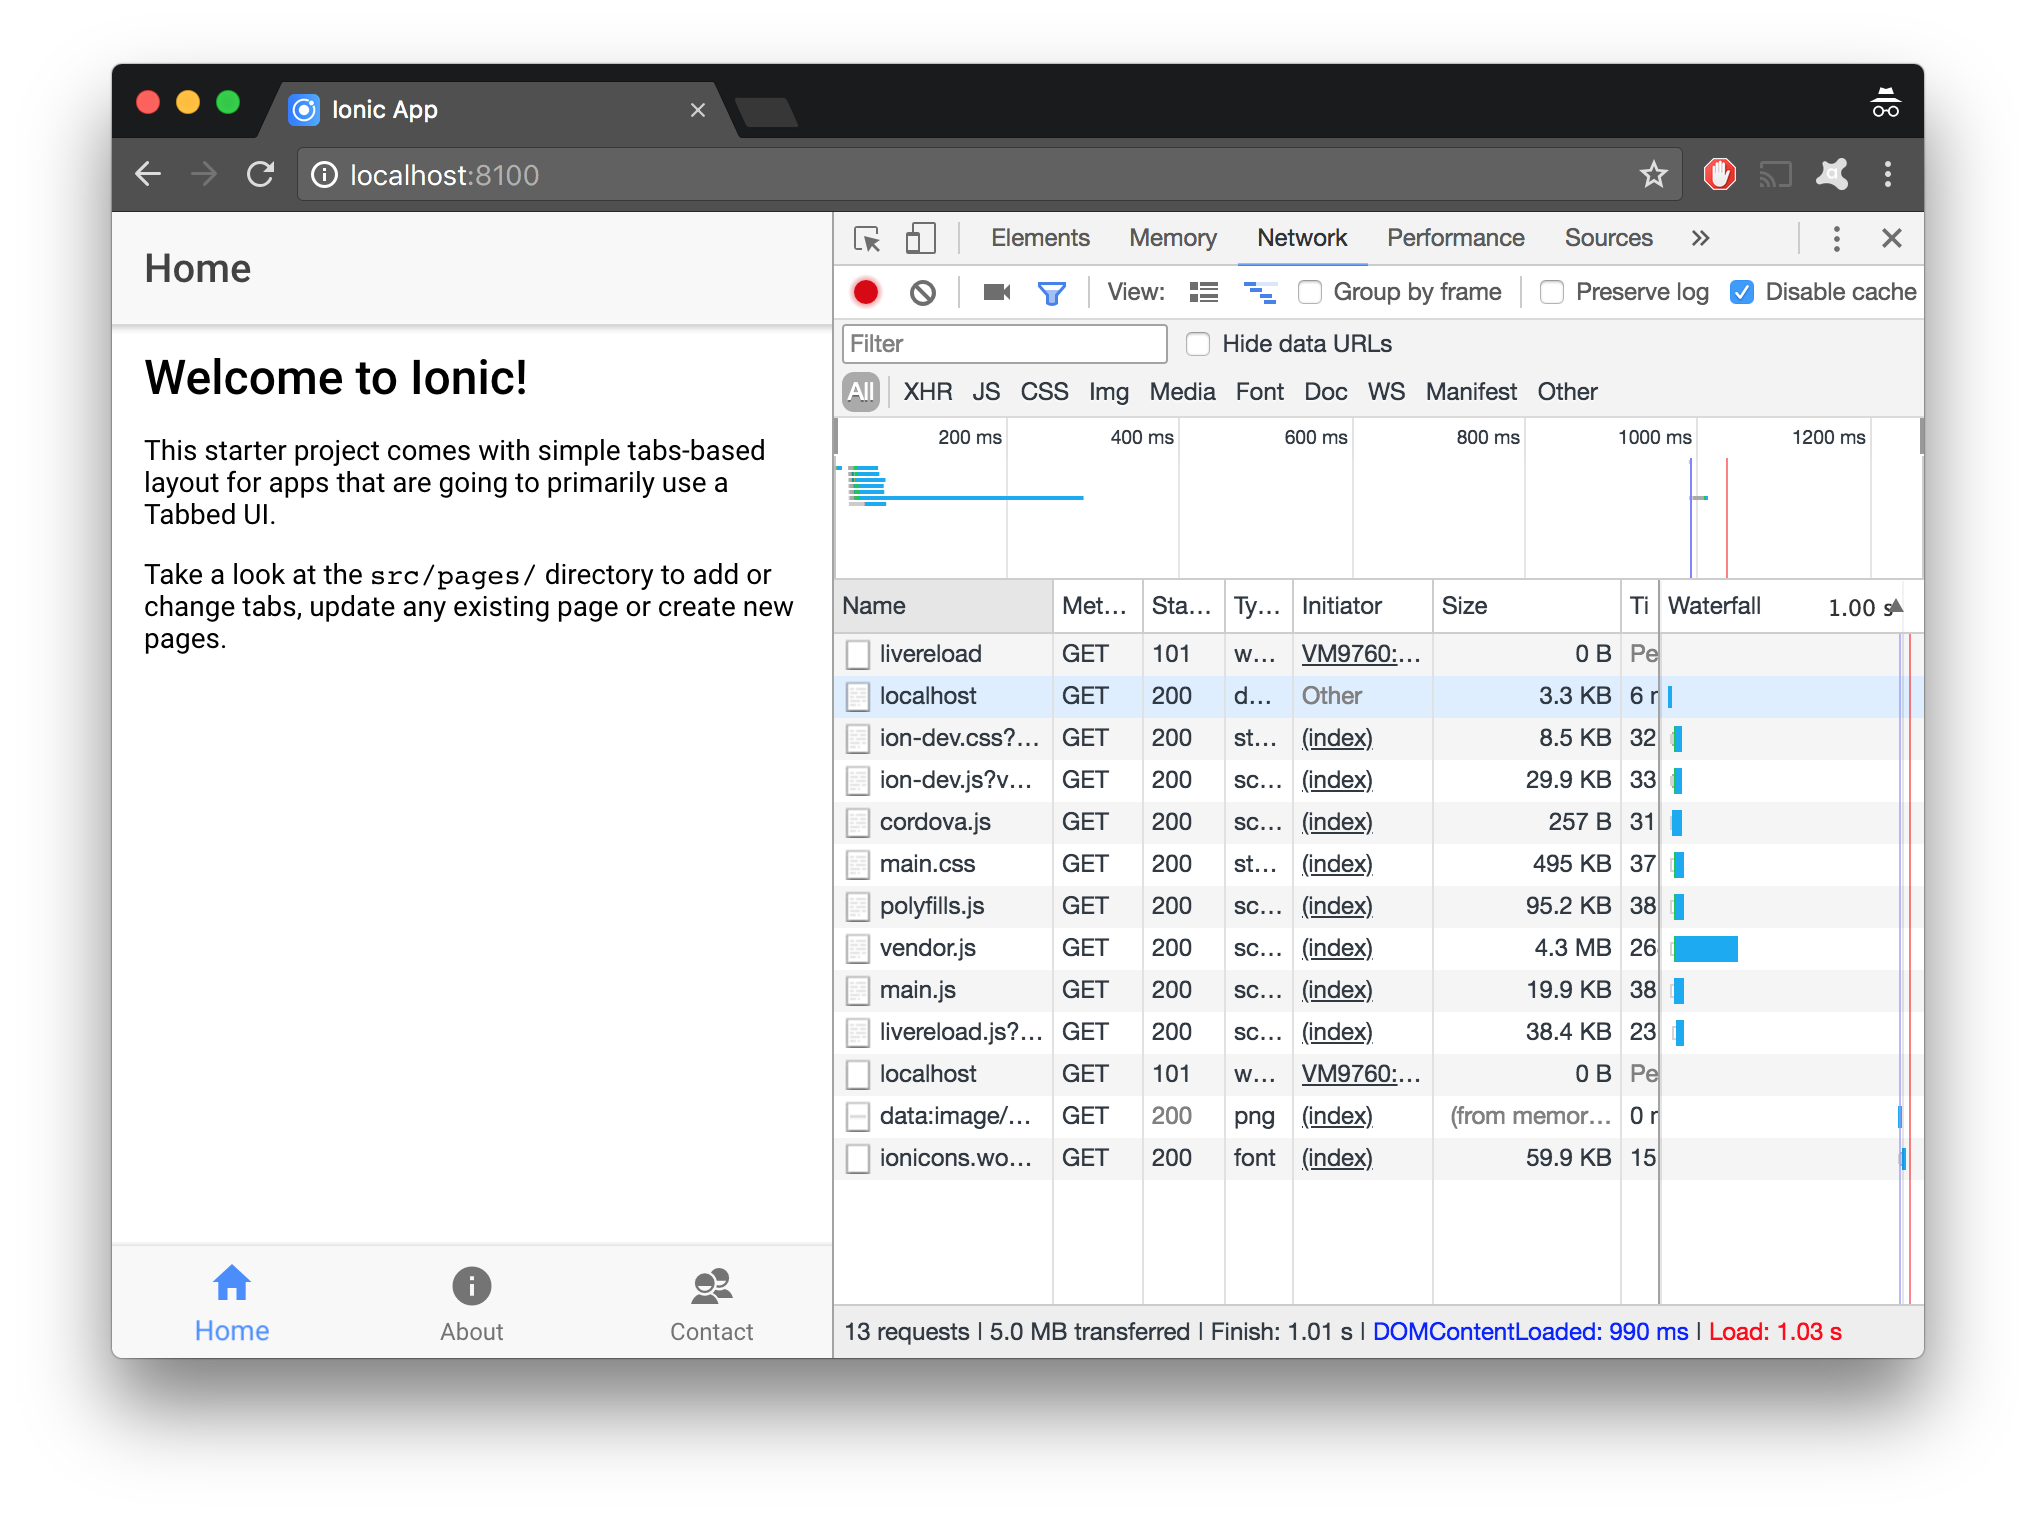 Ionic App
localhost:8100
Home
Welcome to Ionic!
This starter project comes with simple tabs-based
layout for apps that are going to primarily use a
Tabbed UI.
Take a look at the src/pages/ directory to add or
change tabs, update any existing page or create new
pages.
Home
About
Contact
Elements Memory Network Performance Sources »
View: Group by frame Preserve log Disable cache
Filter Hide data URLs
All XHR JS CSS Img Media Font Doc WS Manifest Other
200 ms 400 ms 600 ms 800 ms 1000 ms 1200 ms
Name Met... Sta... Ty... Initiator Size Ti Waterfall 1.00 s
livereload GET 101 w... VM9760:... 0 B Pe
localhost GET 200 d... Other 3.3 KB 6
ion-dev.css?... GET 200 st... (index) 8.5 KB 32
ion-dev.js?v... GET 200 sc... (index) 29.9 KB 33
cordova.js GET 200 sc... (index) 257 B 31
main.css GET 200 st... (index) 495 KB 37
polyfills.js GET 200 sc... (index) 95.2 KB 38
vendor.js GET 200 sc... (index) 4.3 MB 26
main.js GET 200 sc... (index) 19.9 KB 38
livereload.js?... GET 200 sc... (index) 38.4 KB 23
localhost GET 101 w... VM9760:... 0 B Pe
data:image/... GET 200 png (index) (from memor... 0
ionicons.wo... GET 200 font (index) 59.9 KB 15
13 requests | 5.0 MB transferred | Finish: 1.01 s | DOMContentLoaded: 990 ms | Load: 1.03 s